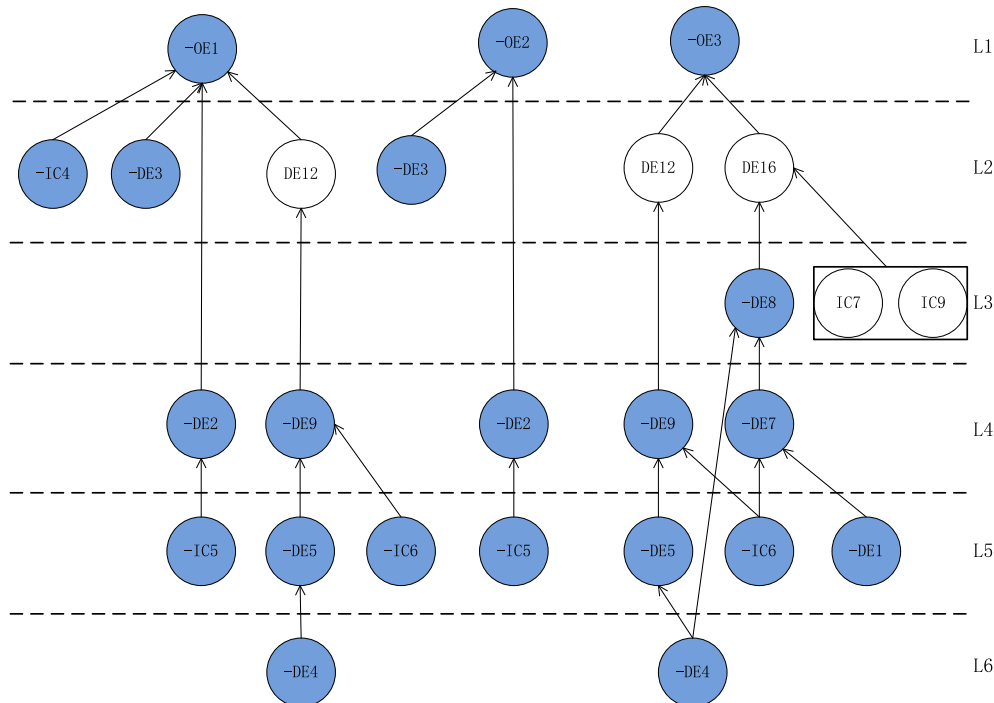 -OE1
-OE2
-OE3
L1
-IC4
-DE3
DE12
-DE3
DE12
DE16
L2
-DE8
IC7
IC9
L3
-DE2
-DE9
-DE2
-DE9
-DE7
L4
-IC5
-DE5
-IC6
-IC5
-DE5
-IC6
-DE1
L5
-DE4
-DE4
L6